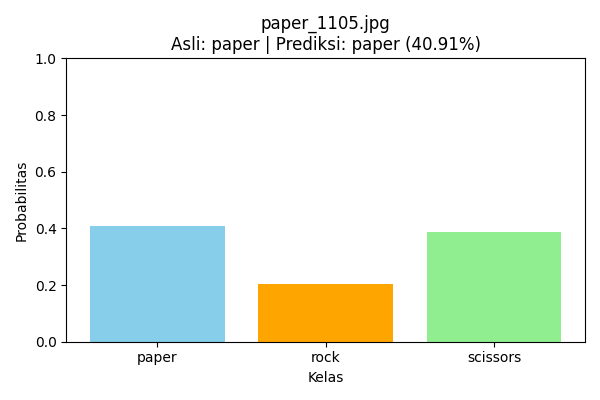 paper_1105.jpg
Asli: paper | Prediksi: paper (40.91%)
1.0
0.8
0.6
0.4
0.2
0.0
Probabilitas
paper rock scissors
Kelas